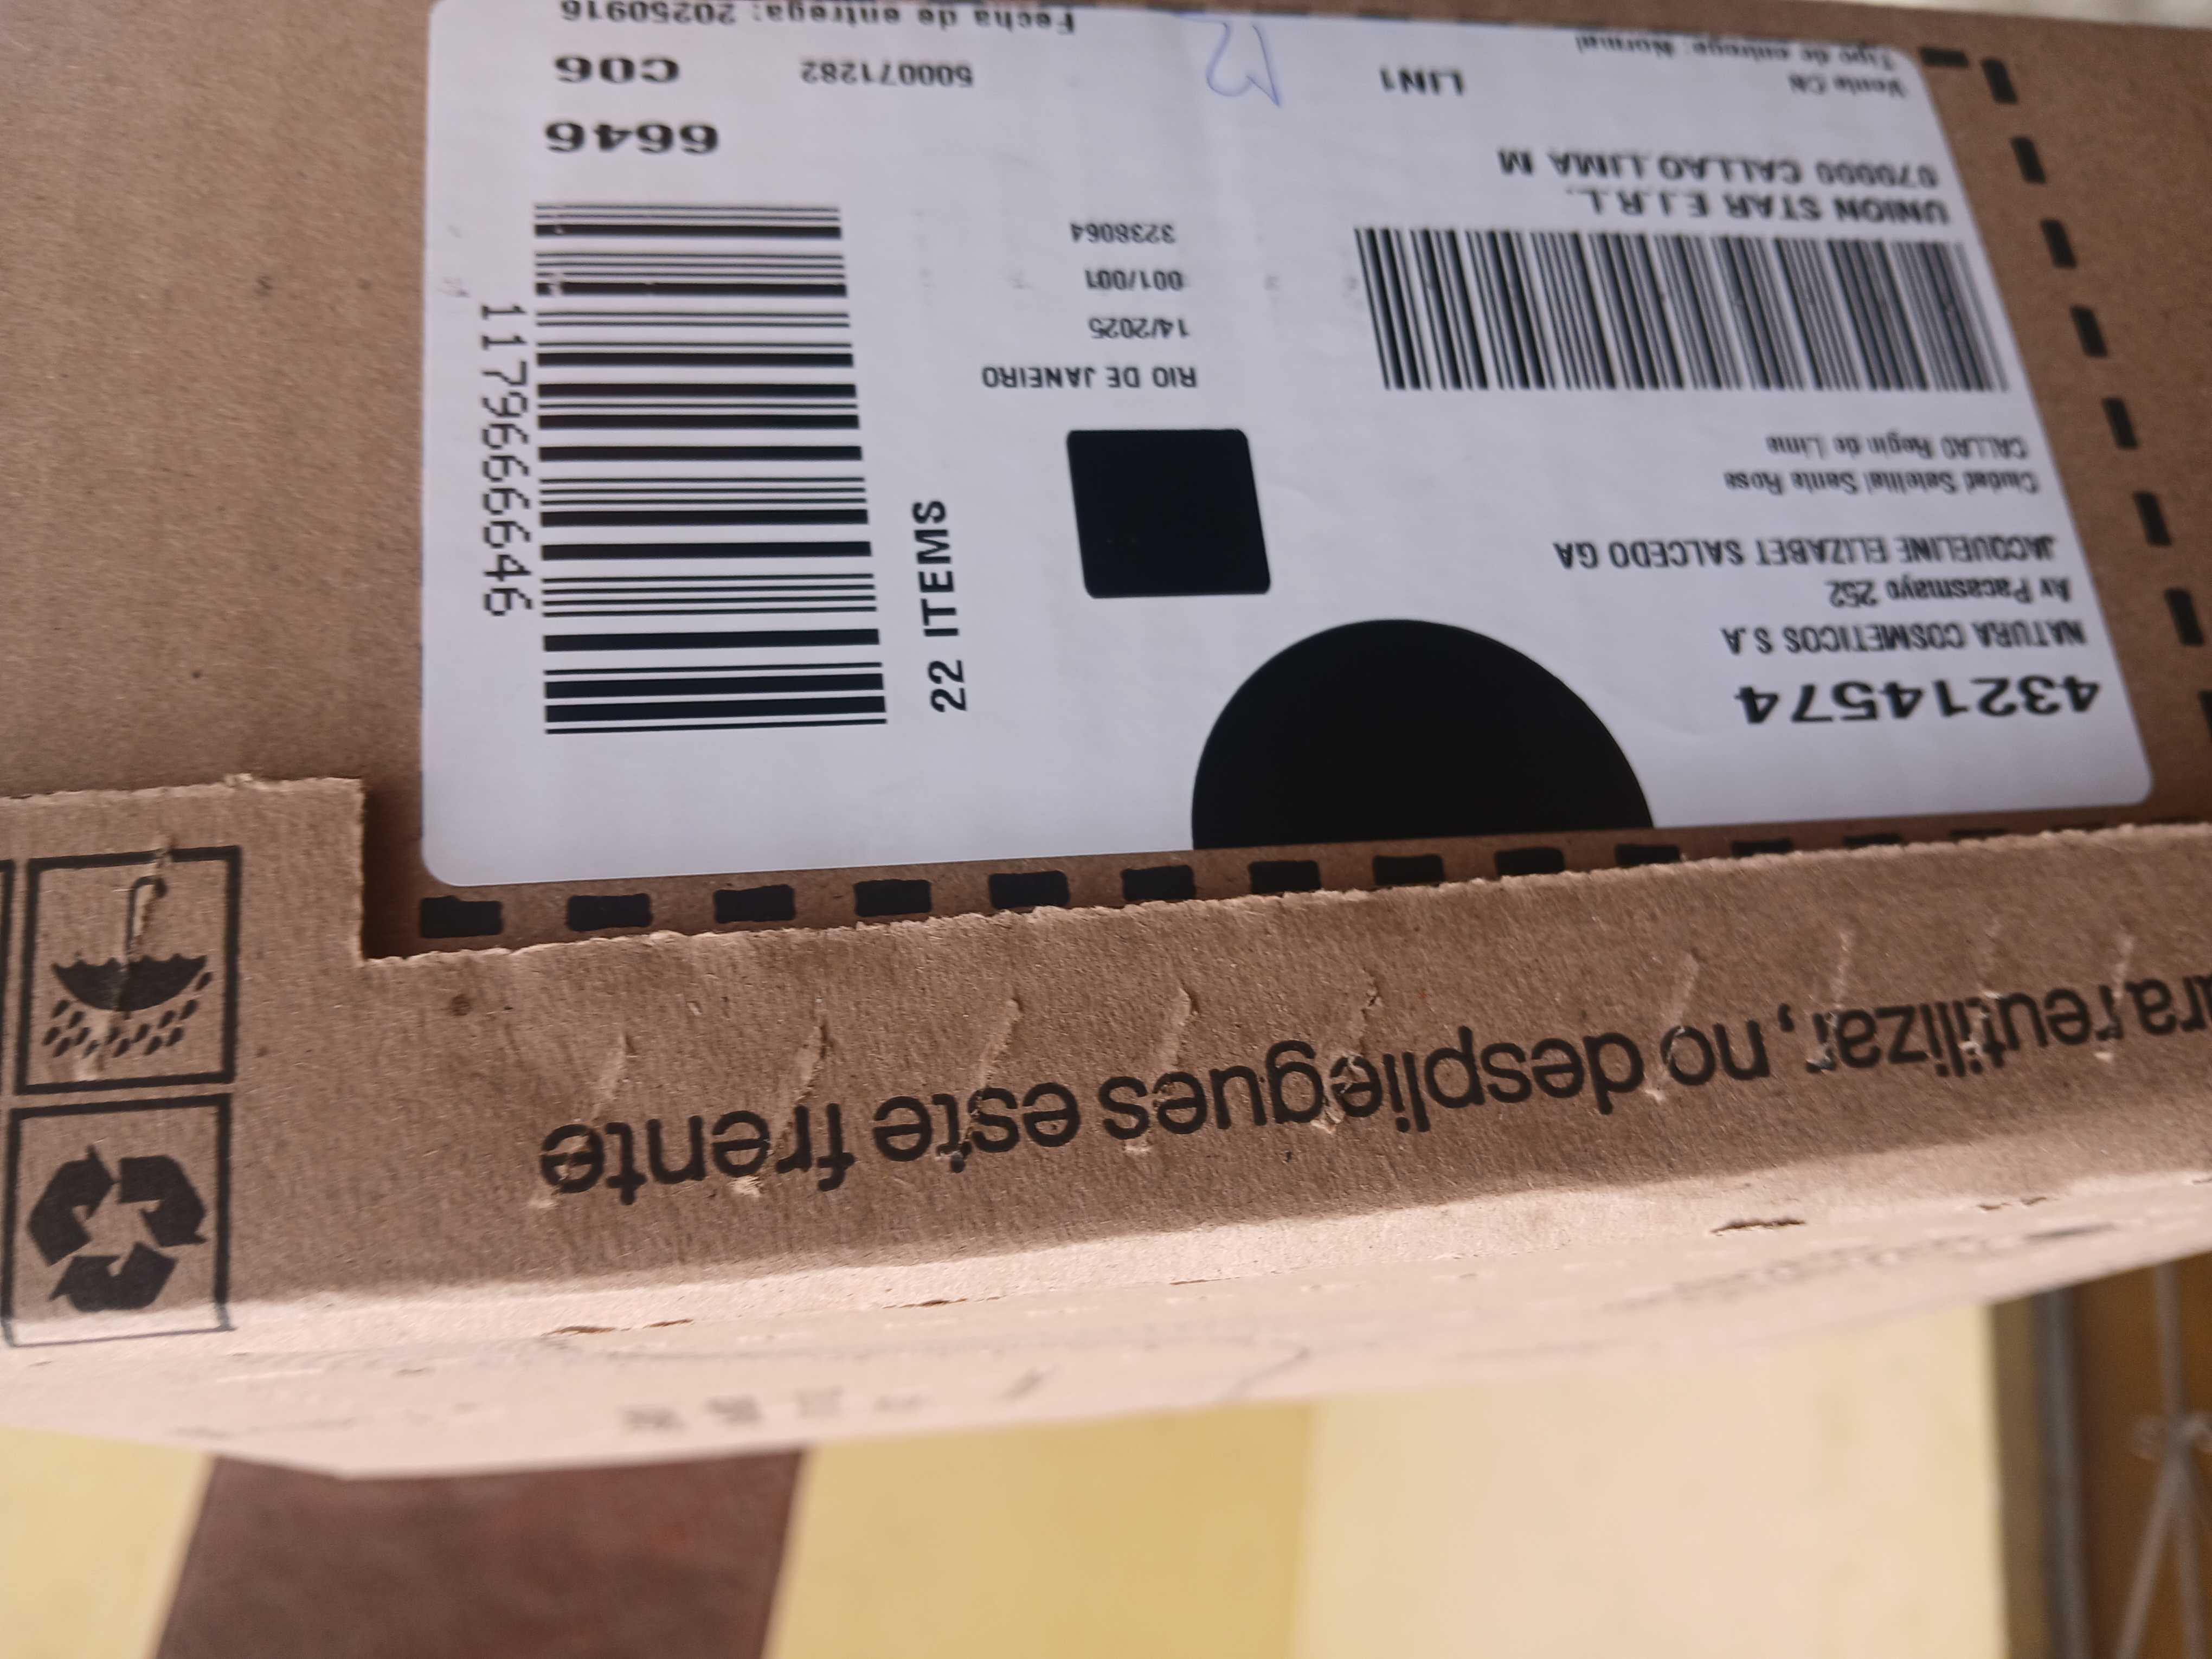 43214574
NATURA COSMETICOS S.A
Av Pacasmayo 252
JACQUELINE ELIZABET SALCEDO GA
Ciudad Satelital Santa Rosa
CALLAO Regin de Lima
UNION STAR E.I.R.L.
070000 CALLAO LIMA M
Venta CN
Tipo de entrega: Normal
LIN1
RIO DE JANEIRO
14/2025
001/001
3238064
22 ITEMS
1179666646
6646
500071282
C06
Fecha de entrega: 20250916
ra reutilizar, no despliegues este frente